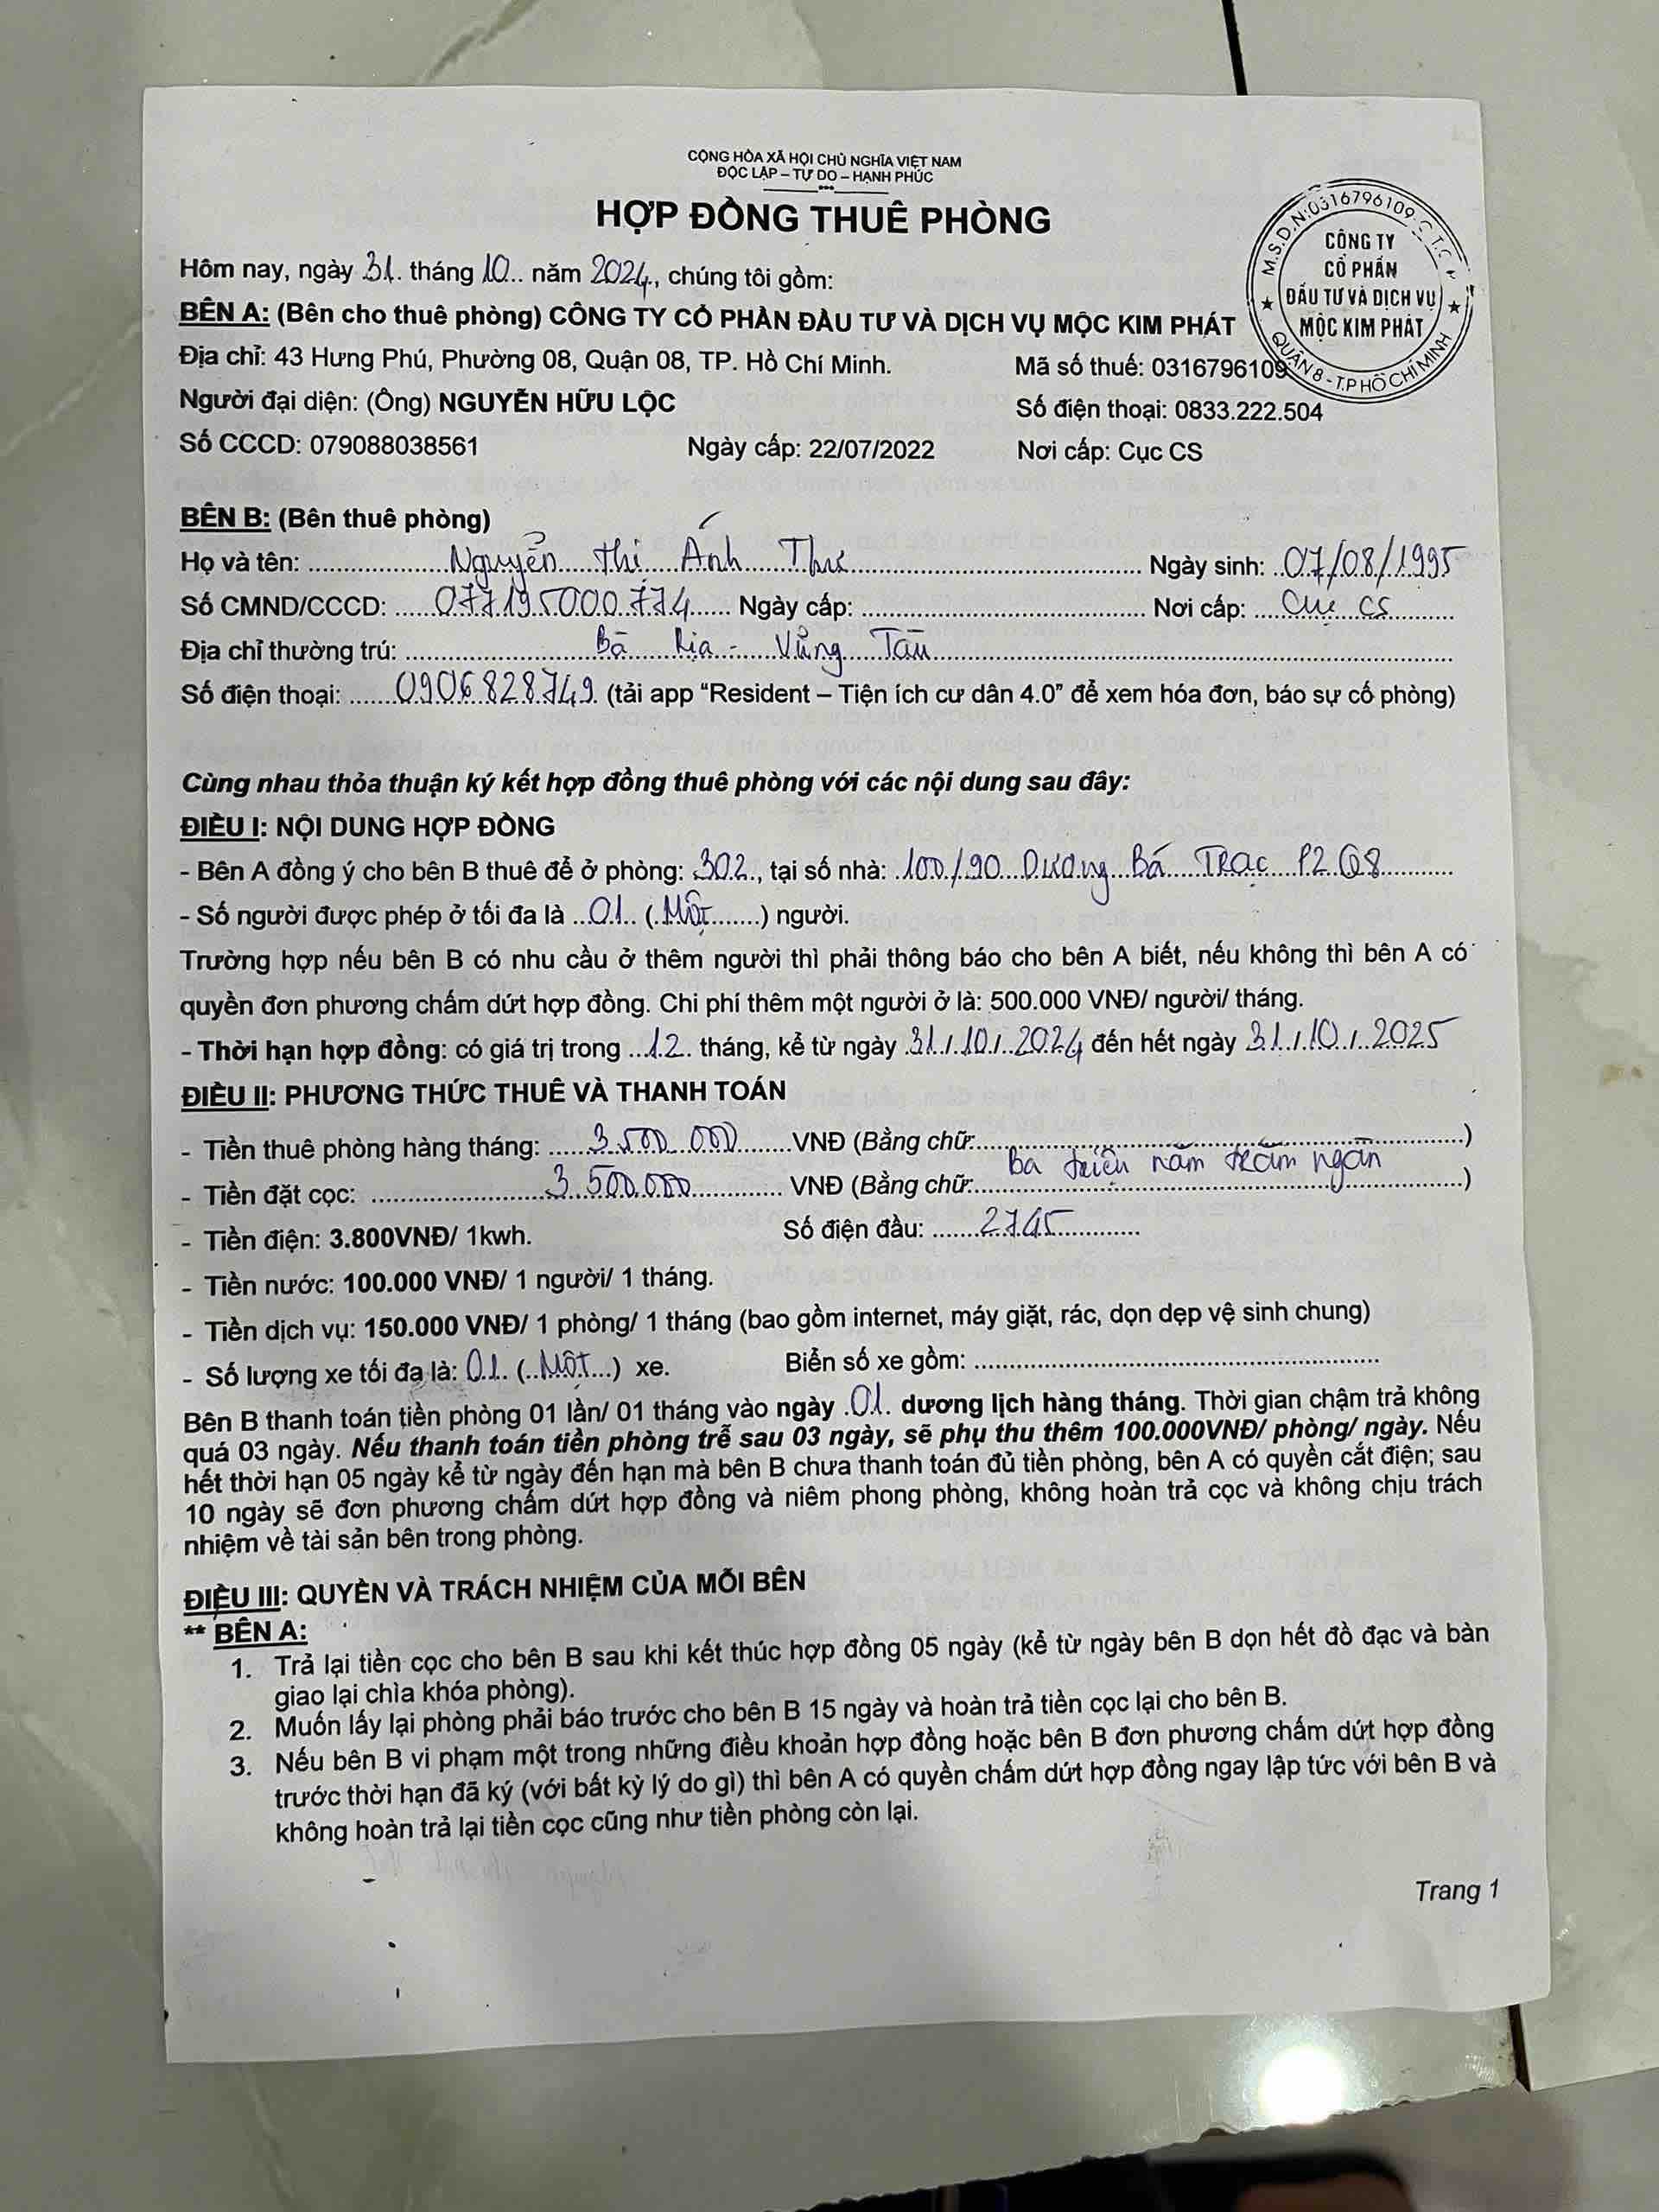 CỘNG HÒA XÃ HỘI CHỦ NGHĨA VIỆT NAM
ĐỘC LẬP – TỰ DO – HẠNH PHÚC
HỢP ĐỒNG THUÊ PHÒNG
M.S.D.N:0316796109-C.T.C.P
CÔNG TY
CỔ PHẦN
ĐẦU TƯ VÀ DỊCH VỤ
MỘC KIM PHÁT
QUẬN 8 - T.P HỒ CHÍ MINH
Hôm nay, ngày 31 tháng 10 năm 2024, chúng tôi gồm:
BÊN A: (Bên cho thuê phòng) CÔNG TY CỔ PHẦN ĐẦU TƯ VÀ DỊCH VỤ MỘC KIM PHÁT
Địa chỉ: 43 Hưng Phú, Phường 08, Quận 08, TP. Hồ Chí Minh. Mã số thuế: 0316796109
Người đại diện: (Ông) NGUYỄN HỮU LỘC Số điện thoại: 0833.222.504
Số CCCD: 079088038561 Ngày cấp: 22/07/2022 Nơi cấp: Cục CS
BÊN B: (Bên thuê phòng)
Họ và tên: Nguyễn Thị Ánh Thư Ngày sinh: 07/08/1995
Số CMND/CCCD: 077195000774 Ngày cấp: Nơi cấp: Cục CS
Địa chỉ thường trú: Bà Rịa - Vũng Tàu
Số điện thoại: 0906828749 (tải app “Resident – Tiện ích cư dân 4.0” để xem hóa đơn, báo sự cố phòng)
Cùng nhau thỏa thuận ký kết hợp đồng thuê phòng với các nội dung sau đây:
ĐIỀU I: NỘI DUNG HỢP ĐỒNG
- Bên A đồng ý cho bên B thuê để ở phòng: 302, tại số nhà: 100/90 Dương Bá Trạc P2 Q8
- Số người được phép ở tối đa là 01 (Một) người.
Trường hợp nếu bên B có nhu cầu ở thêm người thì phải thông báo cho bên A biết, nếu không thì bên A có
quyền đơn phương chấm dứt hợp đồng. Chi phí thêm một người ở là: 500.000 VNĐ/ người/ tháng.
- Thời hạn hợp đồng: có giá trị trong 12 tháng, kể từ ngày 31/10/2024 đến hết ngày 31/10/2025
ĐIỀU II: PHƯƠNG THỨC THUÊ VÀ THANH TOÁN
- Tiền thuê phòng hàng tháng: 3.500.000 VNĐ (Bằng chữ: )
Ba triệu năm trăm ngàn
- Tiền đặt cọc: 3.500.000 VNĐ (Bằng chữ: )
- Tiền điện: 3.800VNĐ/ 1kwh. Số điện đầu: 2745
- Tiền nước: 100.000 VNĐ/ 1 người/ 1 tháng.
- Tiền dịch vụ: 150.000 VNĐ/ 1 phòng/ 1 tháng (bao gồm internet, máy giặt, rác, dọn dẹp vệ sinh chung)
- Số lượng xe tối đa là: 01 (Một) xe. Biển số xe gồm:
Bên B thanh toán tiền phòng 01 lần/ 01 tháng vào ngày 01 dương lịch hàng tháng. Thời gian chậm trả không
quá 03 ngày. Nếu thanh toán tiền phòng trễ sau 03 ngày, sẽ phụ thu thêm 100.000VNĐ/ phòng/ ngày. Nếu
hết thời hạn 05 ngày kể từ ngày đến hạn mà bên B chưa thanh toán đủ tiền phòng, bên A có quyền cắt điện; sau
10 ngày sẽ đơn phương chấm dứt hợp đồng và niêm phong phòng, không hoàn trả cọc và không chịu trách
nhiệm về tài sản bên trong phòng.
ĐIỀU III: QUYỀN VÀ TRÁCH NHIỆM CỦA MỖI BÊN
** BÊN A:
1. Trả lại tiền cọc cho bên B sau khi kết thúc hợp đồng 05 ngày (kể từ ngày bên B dọn hết đồ đạc và bàn
giao lại chìa khóa phòng).
2. Muốn lấy lại phòng phải báo trước cho bên B 15 ngày và hoàn trả tiền cọc lại cho bên B.
3. Nếu bên B vi phạm một trong những điều khoản hợp đồng hoặc bên B đơn phương chấm dứt hợp đồng
trước thời hạn đã ký (với bất kỳ lý do gì) thì bên A có quyền chấm dứt hợp đồng ngay lập tức với bên B và
không hoàn trả lại tiền cọc cũng như tiền phòng còn lại.
Trang 1